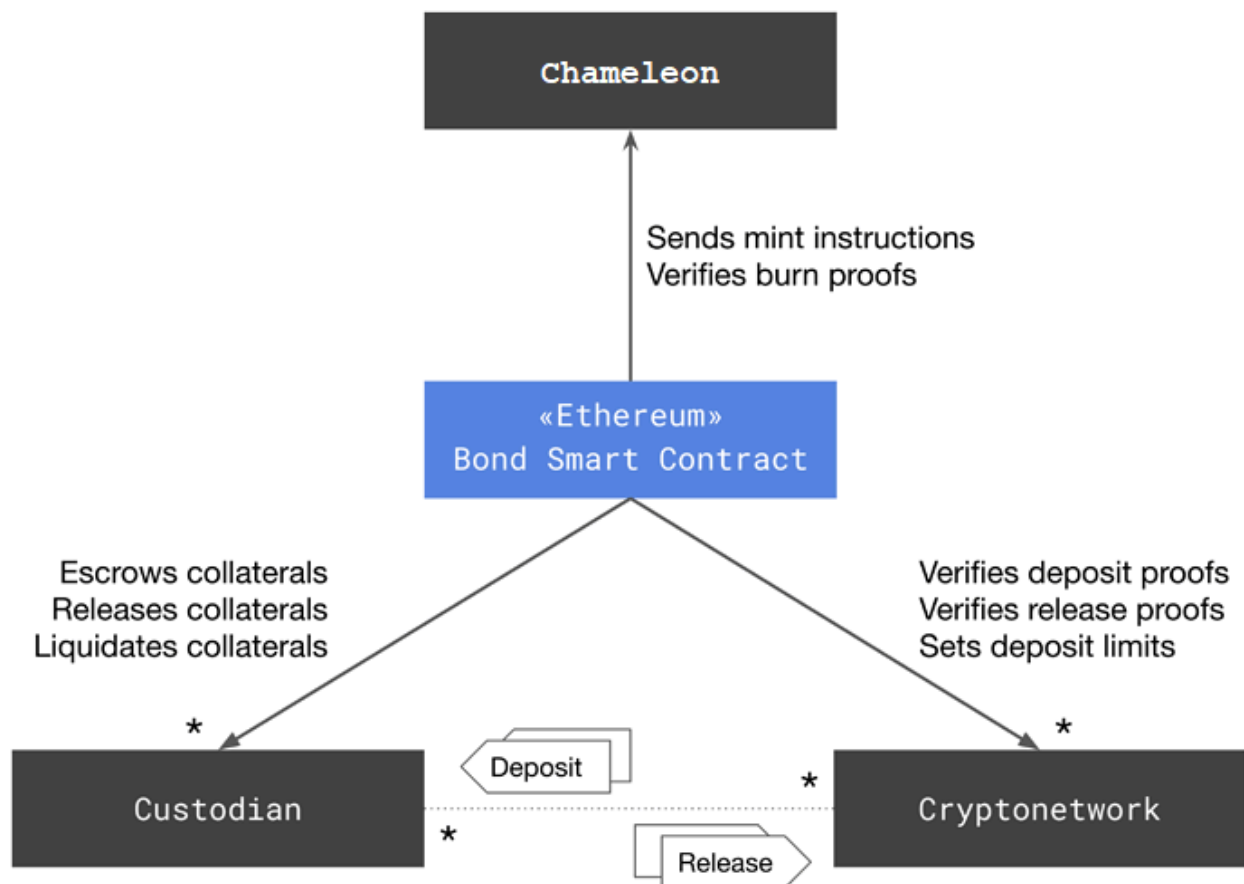 Chameleon
Sends mint instructions
Verifies burn proofs
«Ethereum»
Bond Smart Contract
Escrows collaterals
Releases collaterals
Liquidates collaterals
Verifies deposit proofs
Verifies release proofs
Sets deposit limits
*
*
Custodian
Deposit
*
Cryptonetwork
*
Release